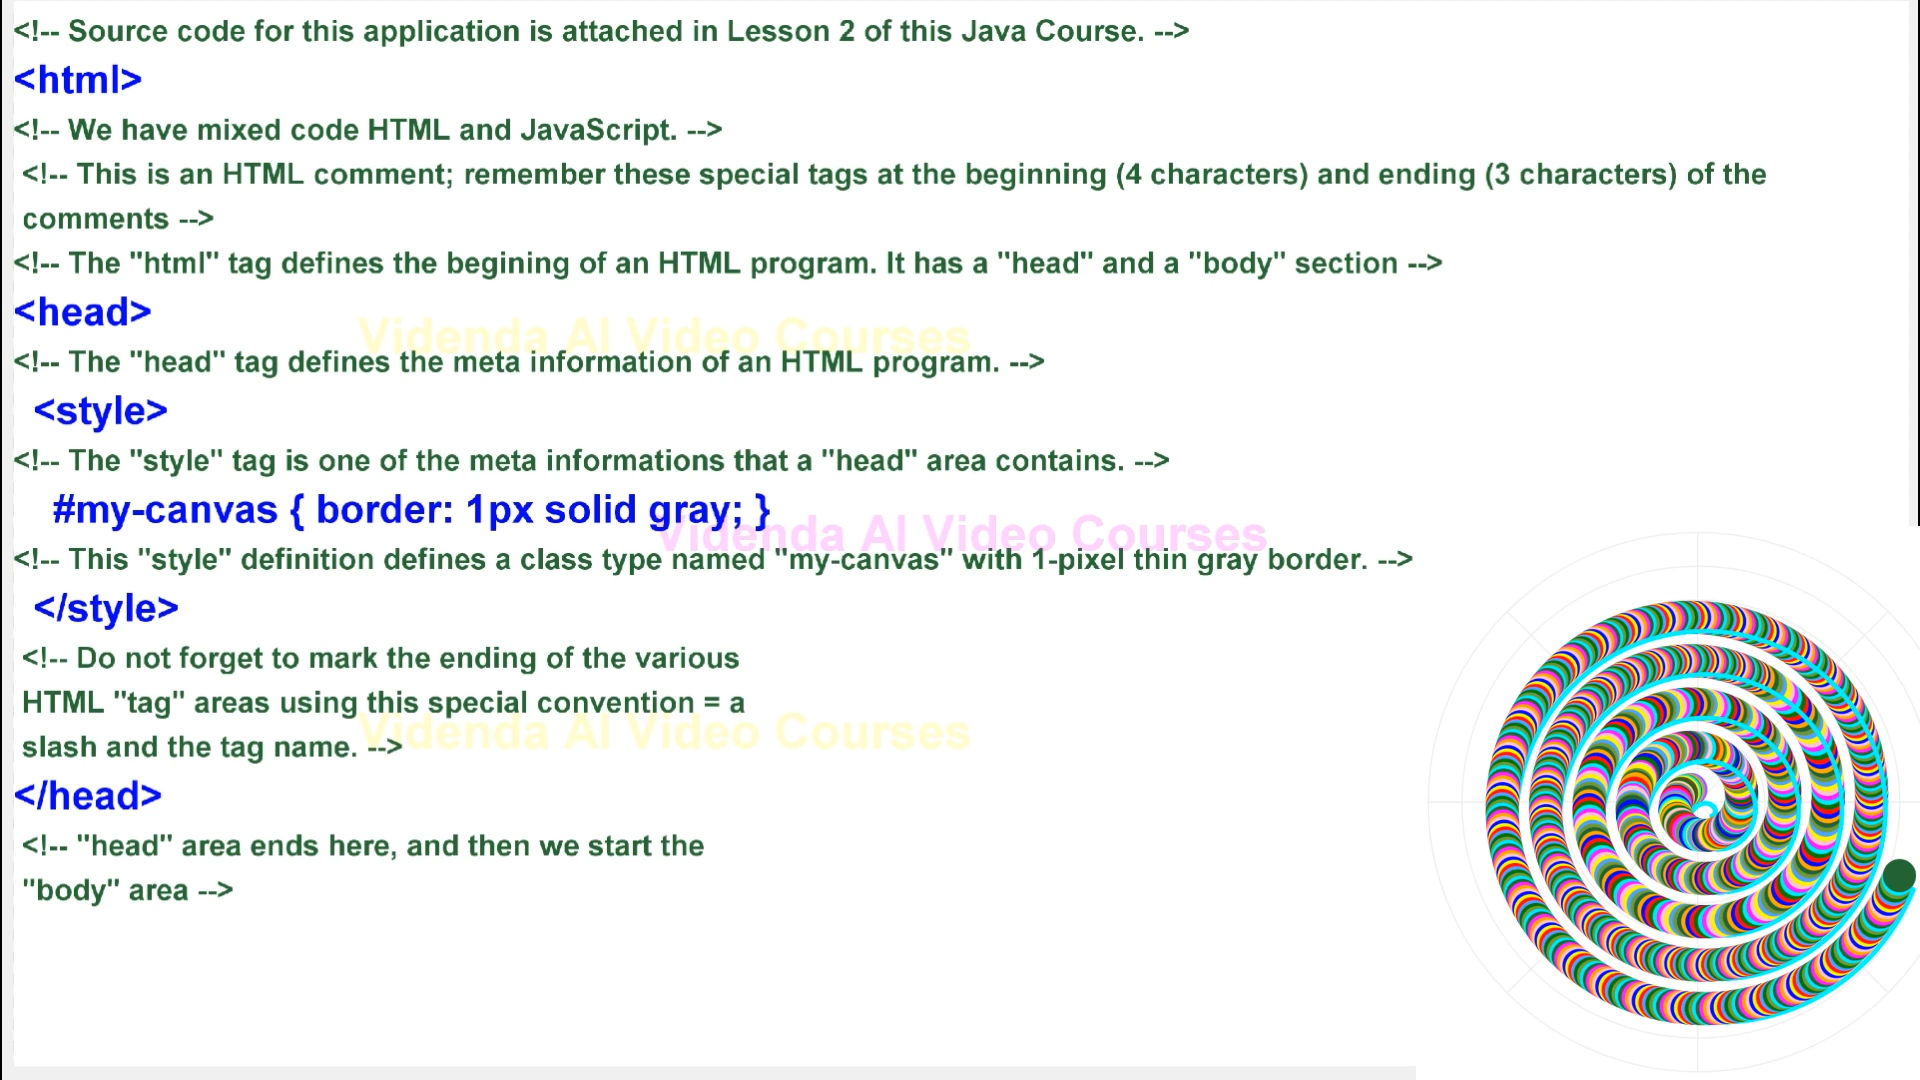 <!-- Source code for this application is attached in Lesson 2 of this Java Course. -->
<html>
<!-- We have mixed code HTML and JavaScript. -->
<!-- This is an HTML comment; remember these special tags at the beginning (4 characters) and ending (3 characters) of the
comments -->
<!-- The "html" tag defines the begining of an HTML program. It has a "head" and a "body" section -->
<head>
Videnda AI Video Courses
<!-- The "head" tag defines the meta information of an HTML program. -->
<style>
<!-- The "style" tag is one of the meta informations that a "head" area contains. -->
#my-canvas { border: 1px solid gray; }
Videnda AI Video Courses
<!-- This "style" definition defines a class type named "my-canvas" with 1-pixel thin gray border. -->
</style>
<!-- Do not forget to mark the ending of the various
HTML "tag" areas using this special convention = a
Videnda AI Video Courses
slash and the tag name. -->
</head>
<!-- "head" area ends here, and then we start the
"body" area -->